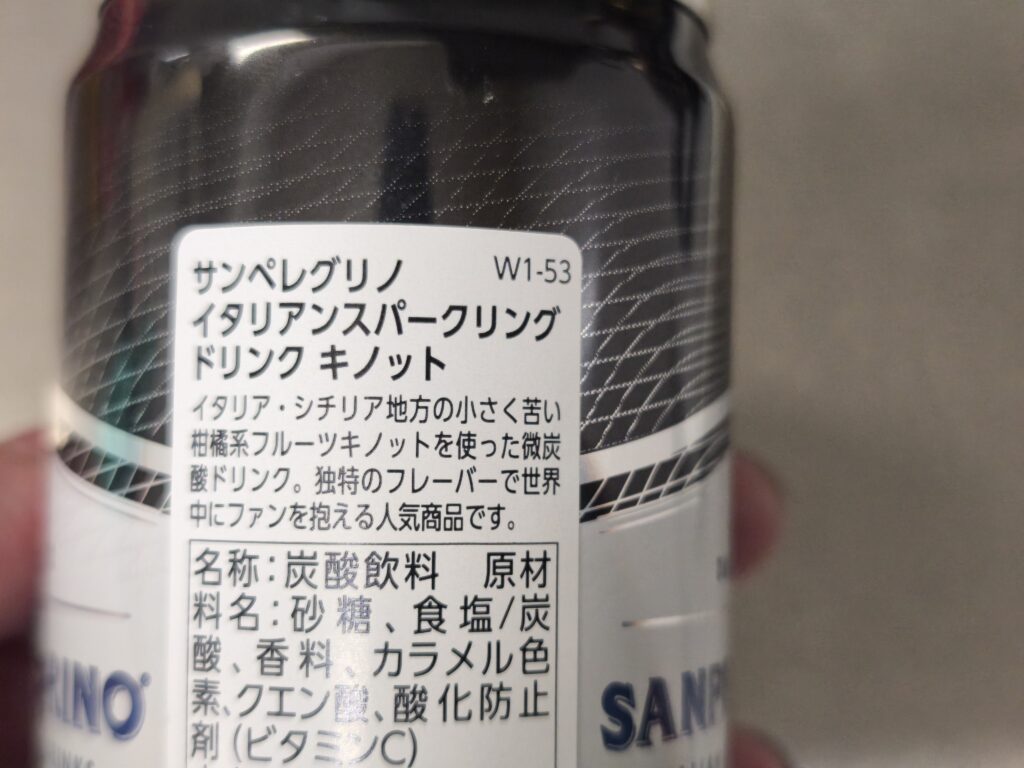 サンペレグリノ W1-53
イタリアンスパークリング
ドリンク キノット
イタリア・シチリア地方の小さく苦い
柑橘系フルーツキノットを使った微炭
酸ドリンク。独特のフレーバーで世界
中にファンを抱える人気商品です。
名称:炭酸飲料 原材
料名:砂糖、食塩/炭
酸、香料、カラメル色
素、クエン酸、酸化防止
剤(ビタミンC)
RINO
SANP